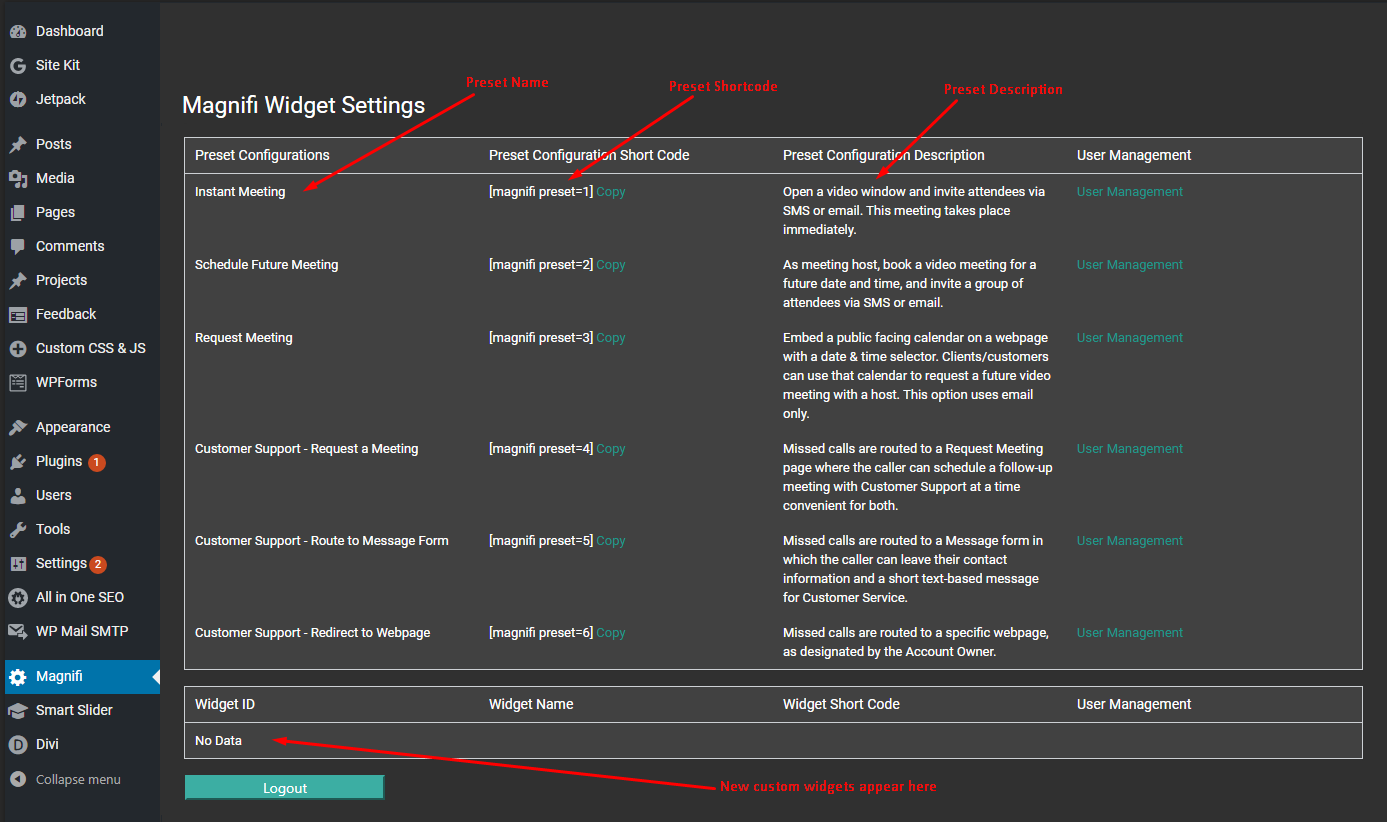 Dashboard
Site Kit
Jetpack
Posts
Media
Pages
Comments
Projects
Feedback
Custom CSS & JS
WPForms
Appearance
Plugins 1
Users
Tools
Settings 2
All in One SEO
WP Mail SMTP
Magnifi
Smart Slider
Divi
Collapse menu
Preset Name
Preset Shortcode
Preset Description
Magnifi Widget Settings
Preset Configurations Preset Configuration Short Code Preset Configuration Description User Management
Instant Meeting [magnifi preset=1] Copy Open a video window and invite attendees via User Management
SMS or email. This meeting takes place
immediately.
Schedule Future Meeting [magnifi preset=2] Copy As meeting host, book a video meeting for a User Management
future date and time, and invite a group of
attendees via SMS or email.
Request Meeting [magnifi preset=3] Copy Embed a public facing calendar on a webpage User Management
with a date & time selector. Clients/customers
can use that calendar to request a future video
meeting with a host. This option uses email
only.
Customer Support - Request a Meeting [magnifi preset=4] Copy Missed calls are routed to a Request Meeting User Management
page where the caller can schedule a follow-up
meeting with Customer Support at a time
convenient for both.
Customer Support - Route to Message Form [magnifi preset=5] Copy Missed calls are routed to a Message form in User Management
which the caller can leave their contact
information and a short text-based message
for Customer Service.
Customer Support - Redirect to Webpage [magnifi preset=6] Copy Missed calls are routed to a specific webpage, User Management
as designated by the Account Owner.
Widget ID Widget Name Widget Short Code User Management
No Data
Logout
New custom widgets appear here